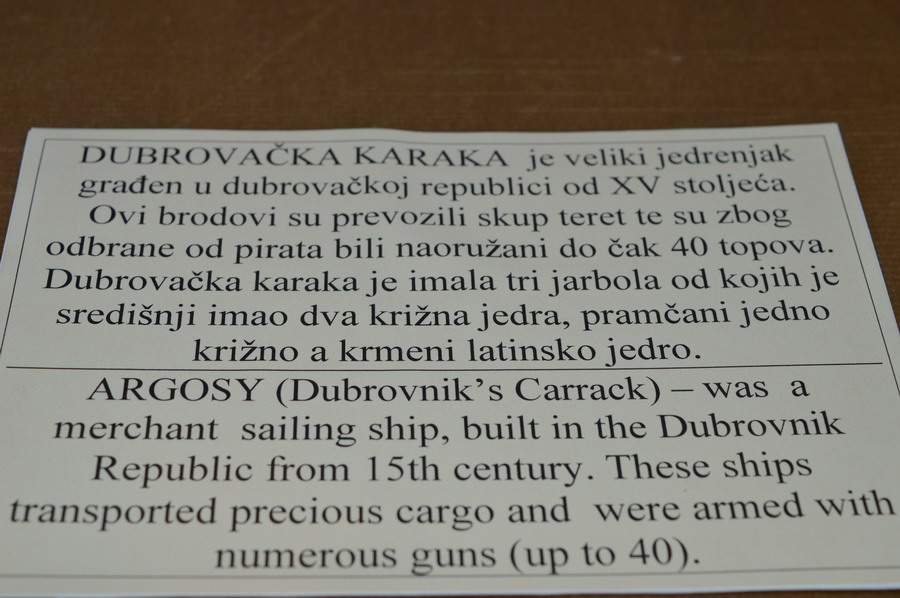 DUBROVAČKA KARAKA je veliki jedrenjak
građen u dubrovačkoj republici od XV stoljeća.
Ovi brodovi su prevozili skup teret te su zbog
odbrane od pirata bili naoružani do čak 40 topova.
Dubrovačka karaka je imala tri jarbola od kojih je
središnji imao dva križna jedra, pramčani jedno
križno a krmeni latinsko jedro.
ARGOSY (Dubrovnik’s Carrack) – was a
merchant sailing ship, built in the Dubrovnik
Republic from 15th century. These ships
transported precious cargo and were armed with
numerous guns (up to 40).